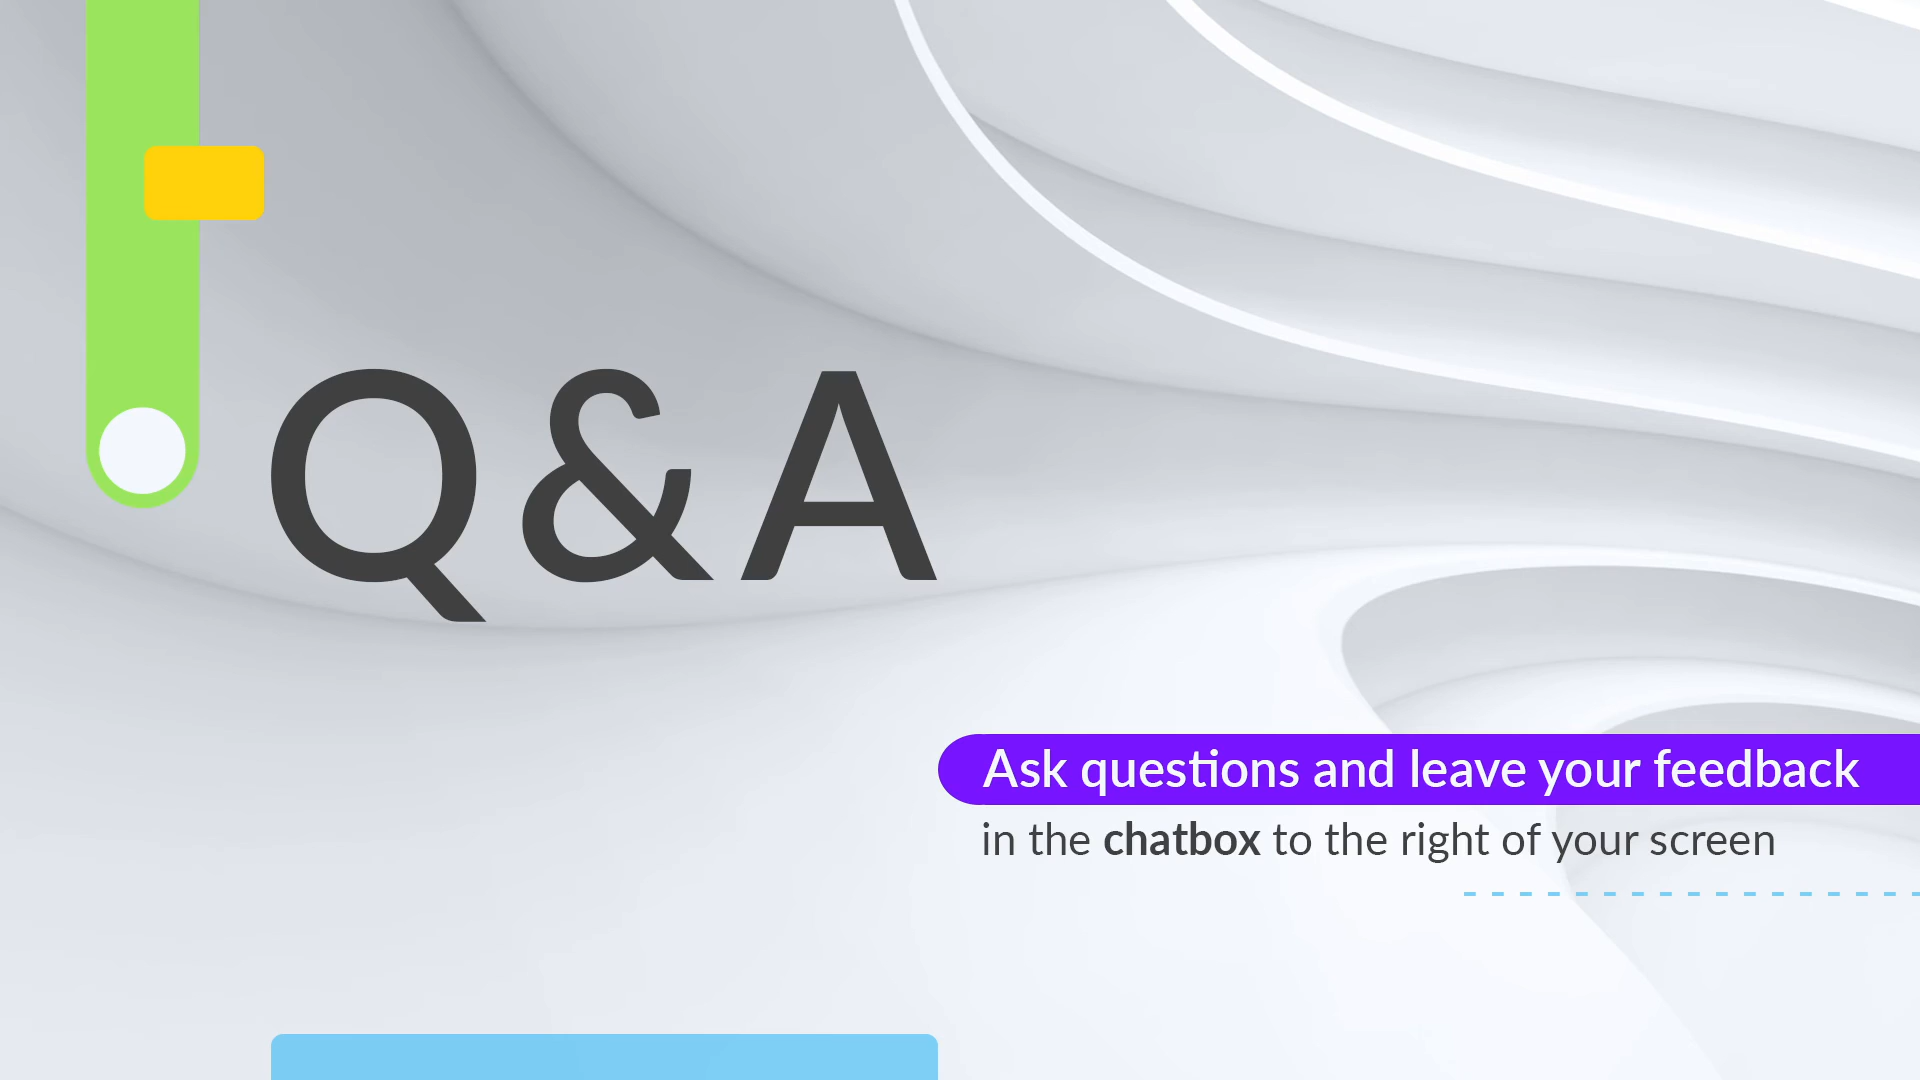 Q&A
Ask questions and leave your feedback
in the chatbox to the right of your screen